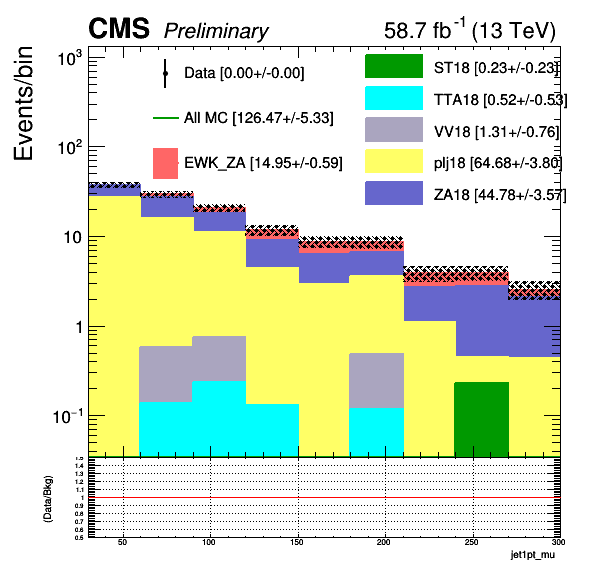 CMS Preliminary 58.7 fb⁻¹ (13 TeV)
Events/bin
10³
10²
10
1
10⁻¹
Data [0.00+/-0.00]
All MC [126.47+/-5.33]
EWK_ZA [14.95+/-0.59]
ST18 [0.23+/-0.23]
TTA18 [0.52+/-0.53]
VV18 [1.31+/-0.76]
plj18 [64.68+/-3.80]
ZA18 [44.78+/-3.57]
(Data/Bkg)
1.5
1.4
1.3
1.2
1.1
1
0.9
0.8
0.7
0.6
0.5
50 100 150 200 250 300
jet1pt_mu